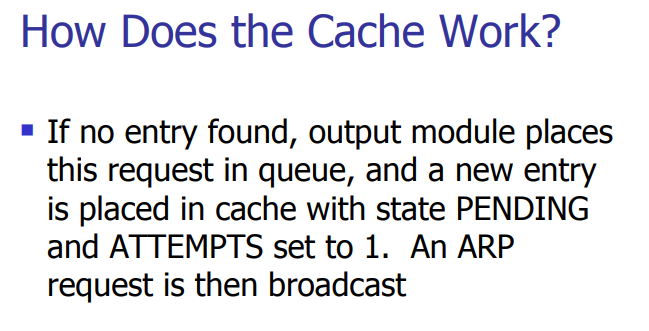 How Does the Cache Work?
If no entry found, output module places
this request in queue, and a new entry
is placed in cache with state PENDING
and ATTEMPTS set to 1.  An ARP
request is then broadcast